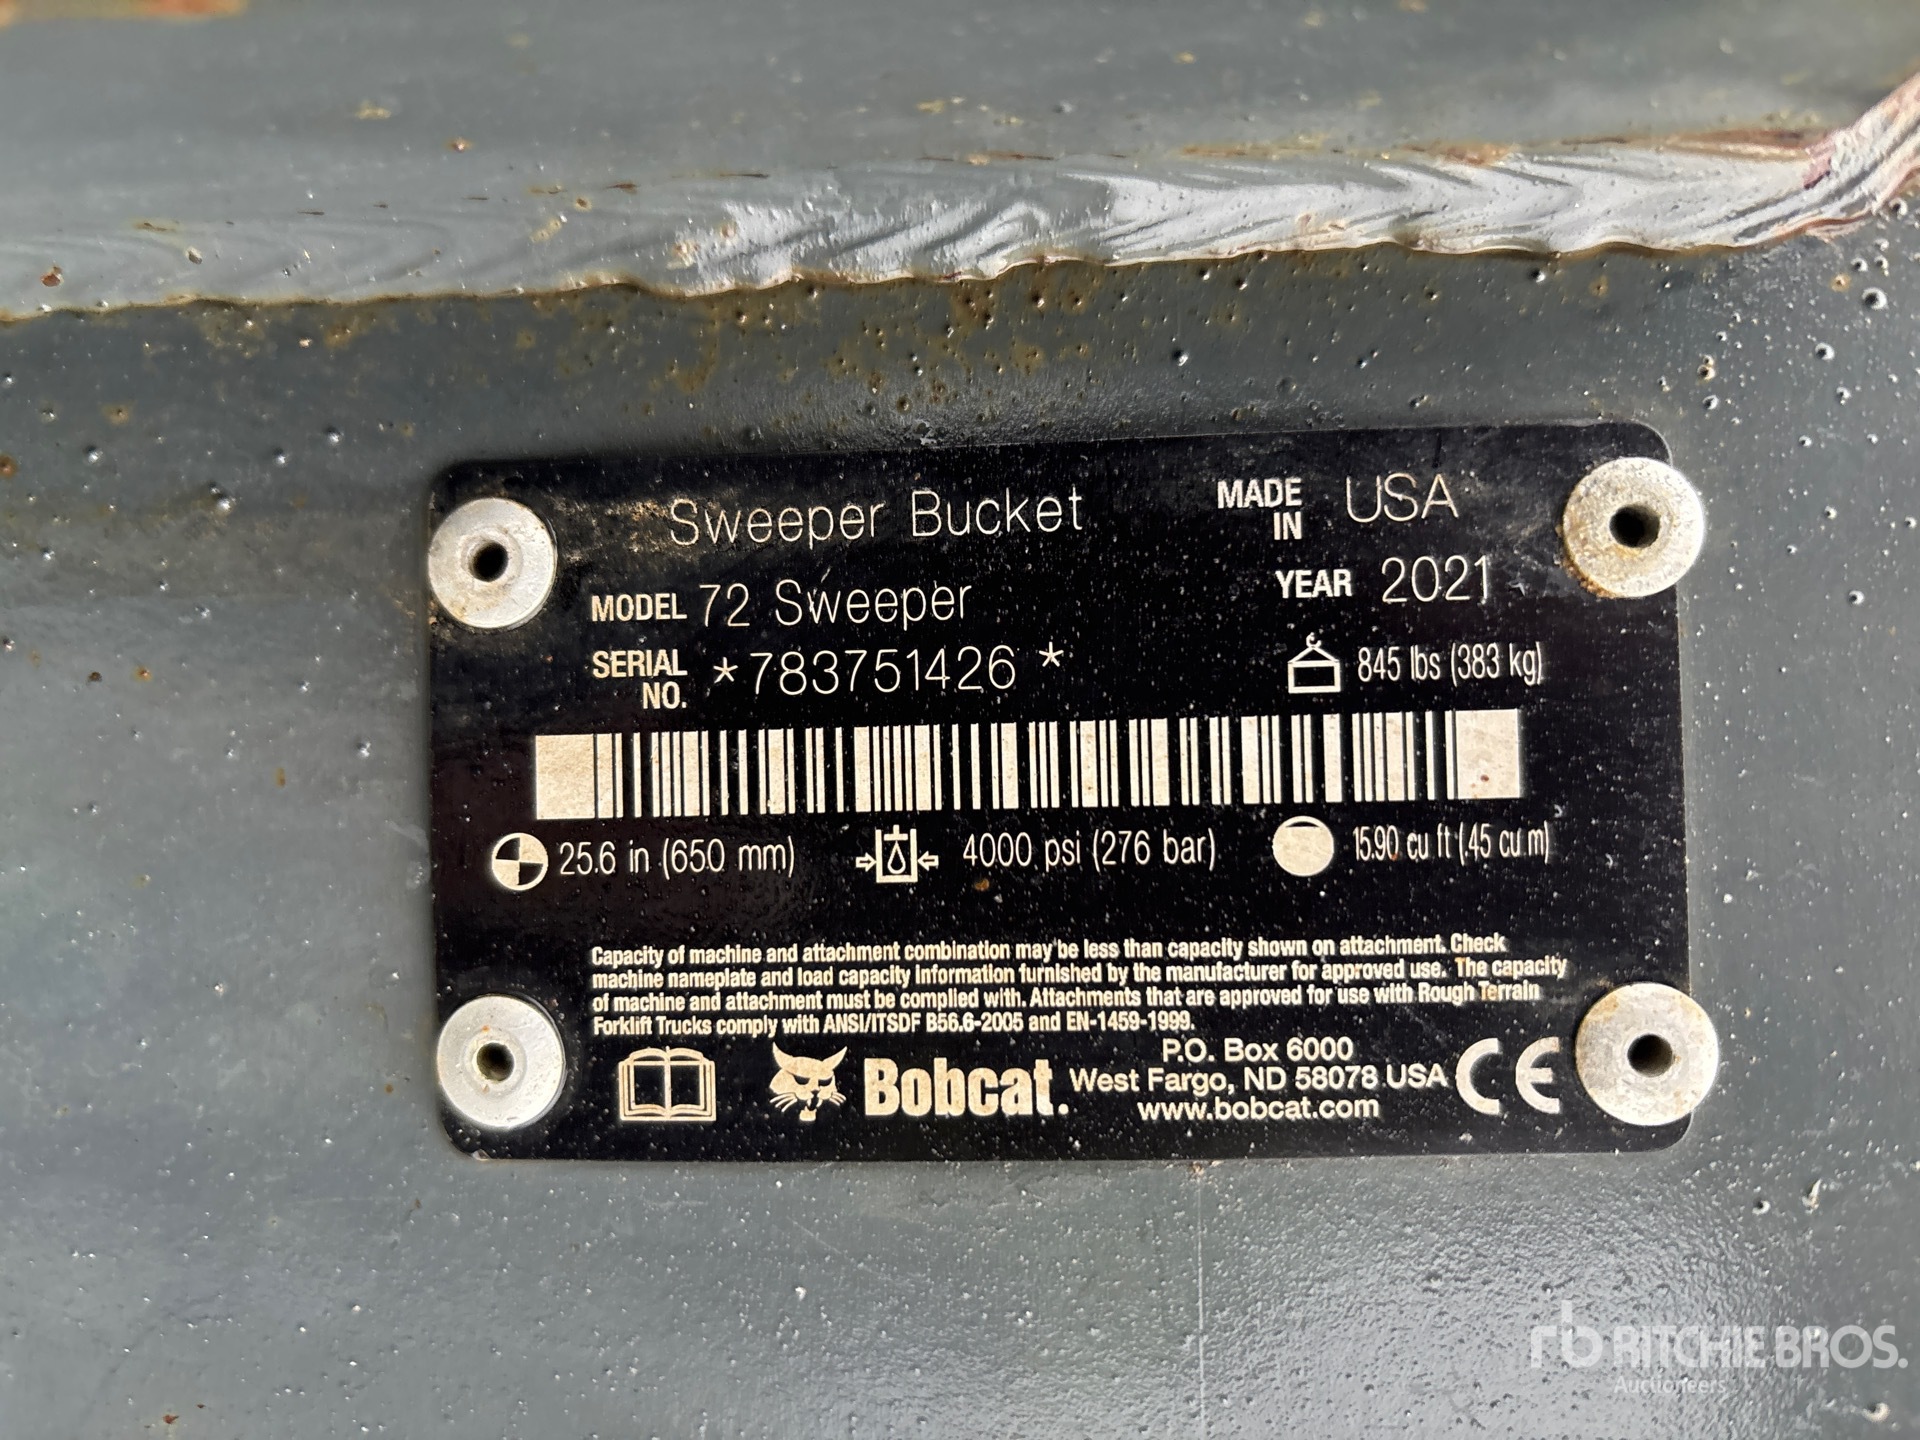 Sweeper Bucket
MADE IN USA
MODEL 72 Sweeper
YEAR 2021
SERIAL NO. *783751426*
845 lbs (383 kg)
25.6 in (650 mm)
4000 psi (276 bar)
15.90 cu ft (.45 cu m)
Capacity of machine and attachment combination may be less than capacity shown on attachment. Check
machine nameplate and load capacity information furnished by the manufacturer for approved use. The capacity
of machine and attachment must be complied with. Attachments that are approved for use with Rough Terrain
Forklift Trucks comply with ANSI/ITSDF B56.6-2005 and EN-1459-1999.
Bobcat.
P.O. Box 6000
West Fargo, ND 58078 USA
www.bobcat.com
CE
rb RITCHIE BROS.
Auctioneers